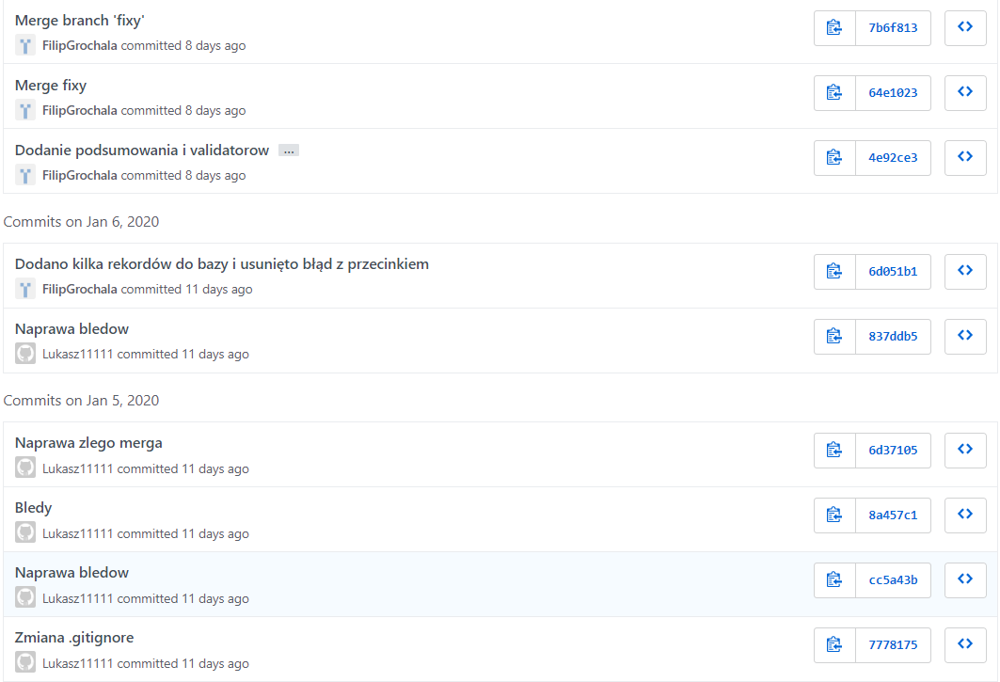 Merge branch 'fixy'
FilipGrochala committed 8 days ago
7b6f813
Merge fixy
FilipGrochala committed 8 days ago
64e1023
Dodanie podsumowania i validatorow ...
FilipGrochala committed 8 days ago
4e92ce3
Commits on Jan 6, 2020
Dodano kilka rekordów do bazy i usunięto błąd z przecinkiem
FilipGrochala committed 11 days ago
6d051b1
Naprawa bledow
Lukasz11111 committed 11 days ago
837ddb5
Commits on Jan 5, 2020
Naprawa zlego merga
Lukasz11111 committed 11 days ago
6d37105
Bledy
Lukasz11111 committed 11 days ago
8a457c1
Naprawa bledow
Lukasz11111 committed 11 days ago
cc5a43b
Zmiana .gitignore
Lukasz11111 committed 11 days ago
7778175